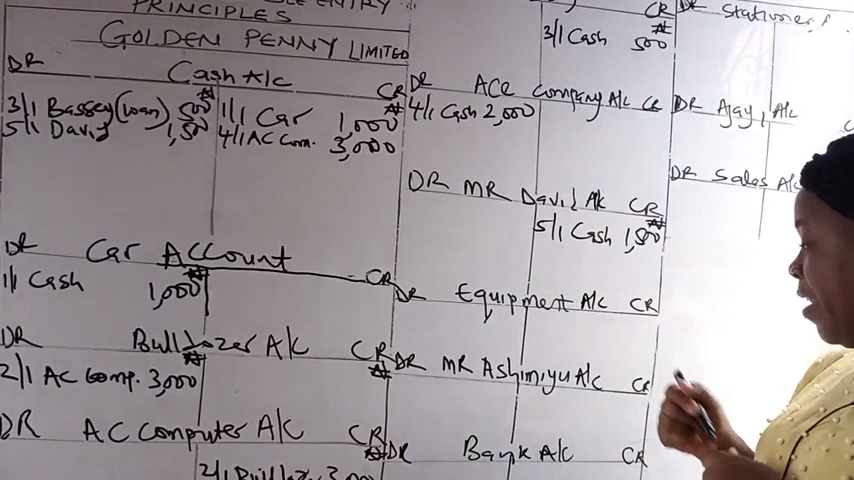 ENTRY
PRINCIPLES
GOLDEN PENNY LIMITED
DR Cash A/c CR
₦ ₦
3/1 Bassey (Loan) 500 1/1 Car 1,000
5/1 David 1,500 4/1 AC Com. 3,000
DR Car Account CR
₦
1/1 Cash 1,000
DR Bulldozer A/c CR
₦ ₦
2/1 AC Comp. 3,000
DR AC Computer A/c CR
₦
2/1 3,000
CR
₦
3/1 Cash 500
DR ACE Company A/c CR
4/1 Cash 2,000
DR MR David A/c CR
₦
5/1 Cash 1,500
DR Equipment A/c CR
DR MR Ashimiyu A/c CR
DR Bank A/c CR
DR
DR Ajayi A/c
DR Sales A/c